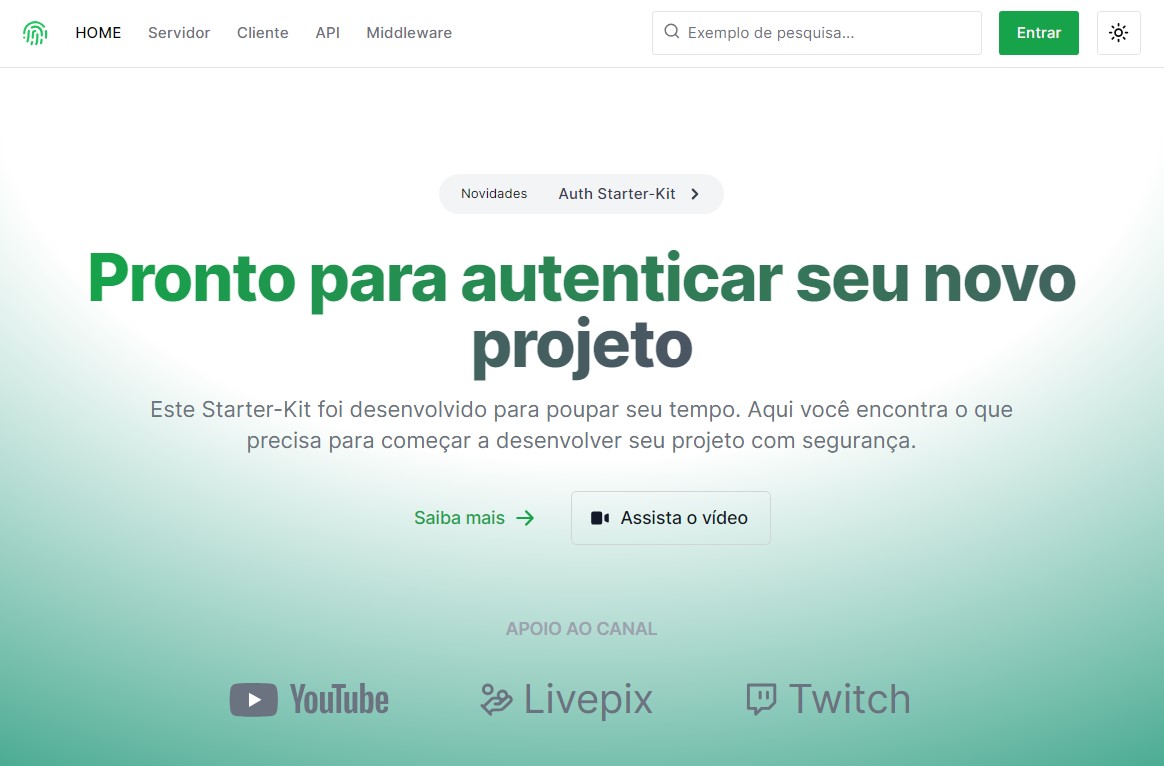 HOME Servidor Cliente API Middleware Exemplo de pesquisa... Entrar
Novidades Auth Starter-Kit
Pronto para autenticar seu novo
projeto
Este Starter-Kit foi desenvolvido para poupar seu tempo. Aqui você encontra o que
precisa para começar a desenvolver seu projeto com segurança.
Saiba mais Assista o vídeo
APOIO AO CANAL
YouTube Livepix Twitch